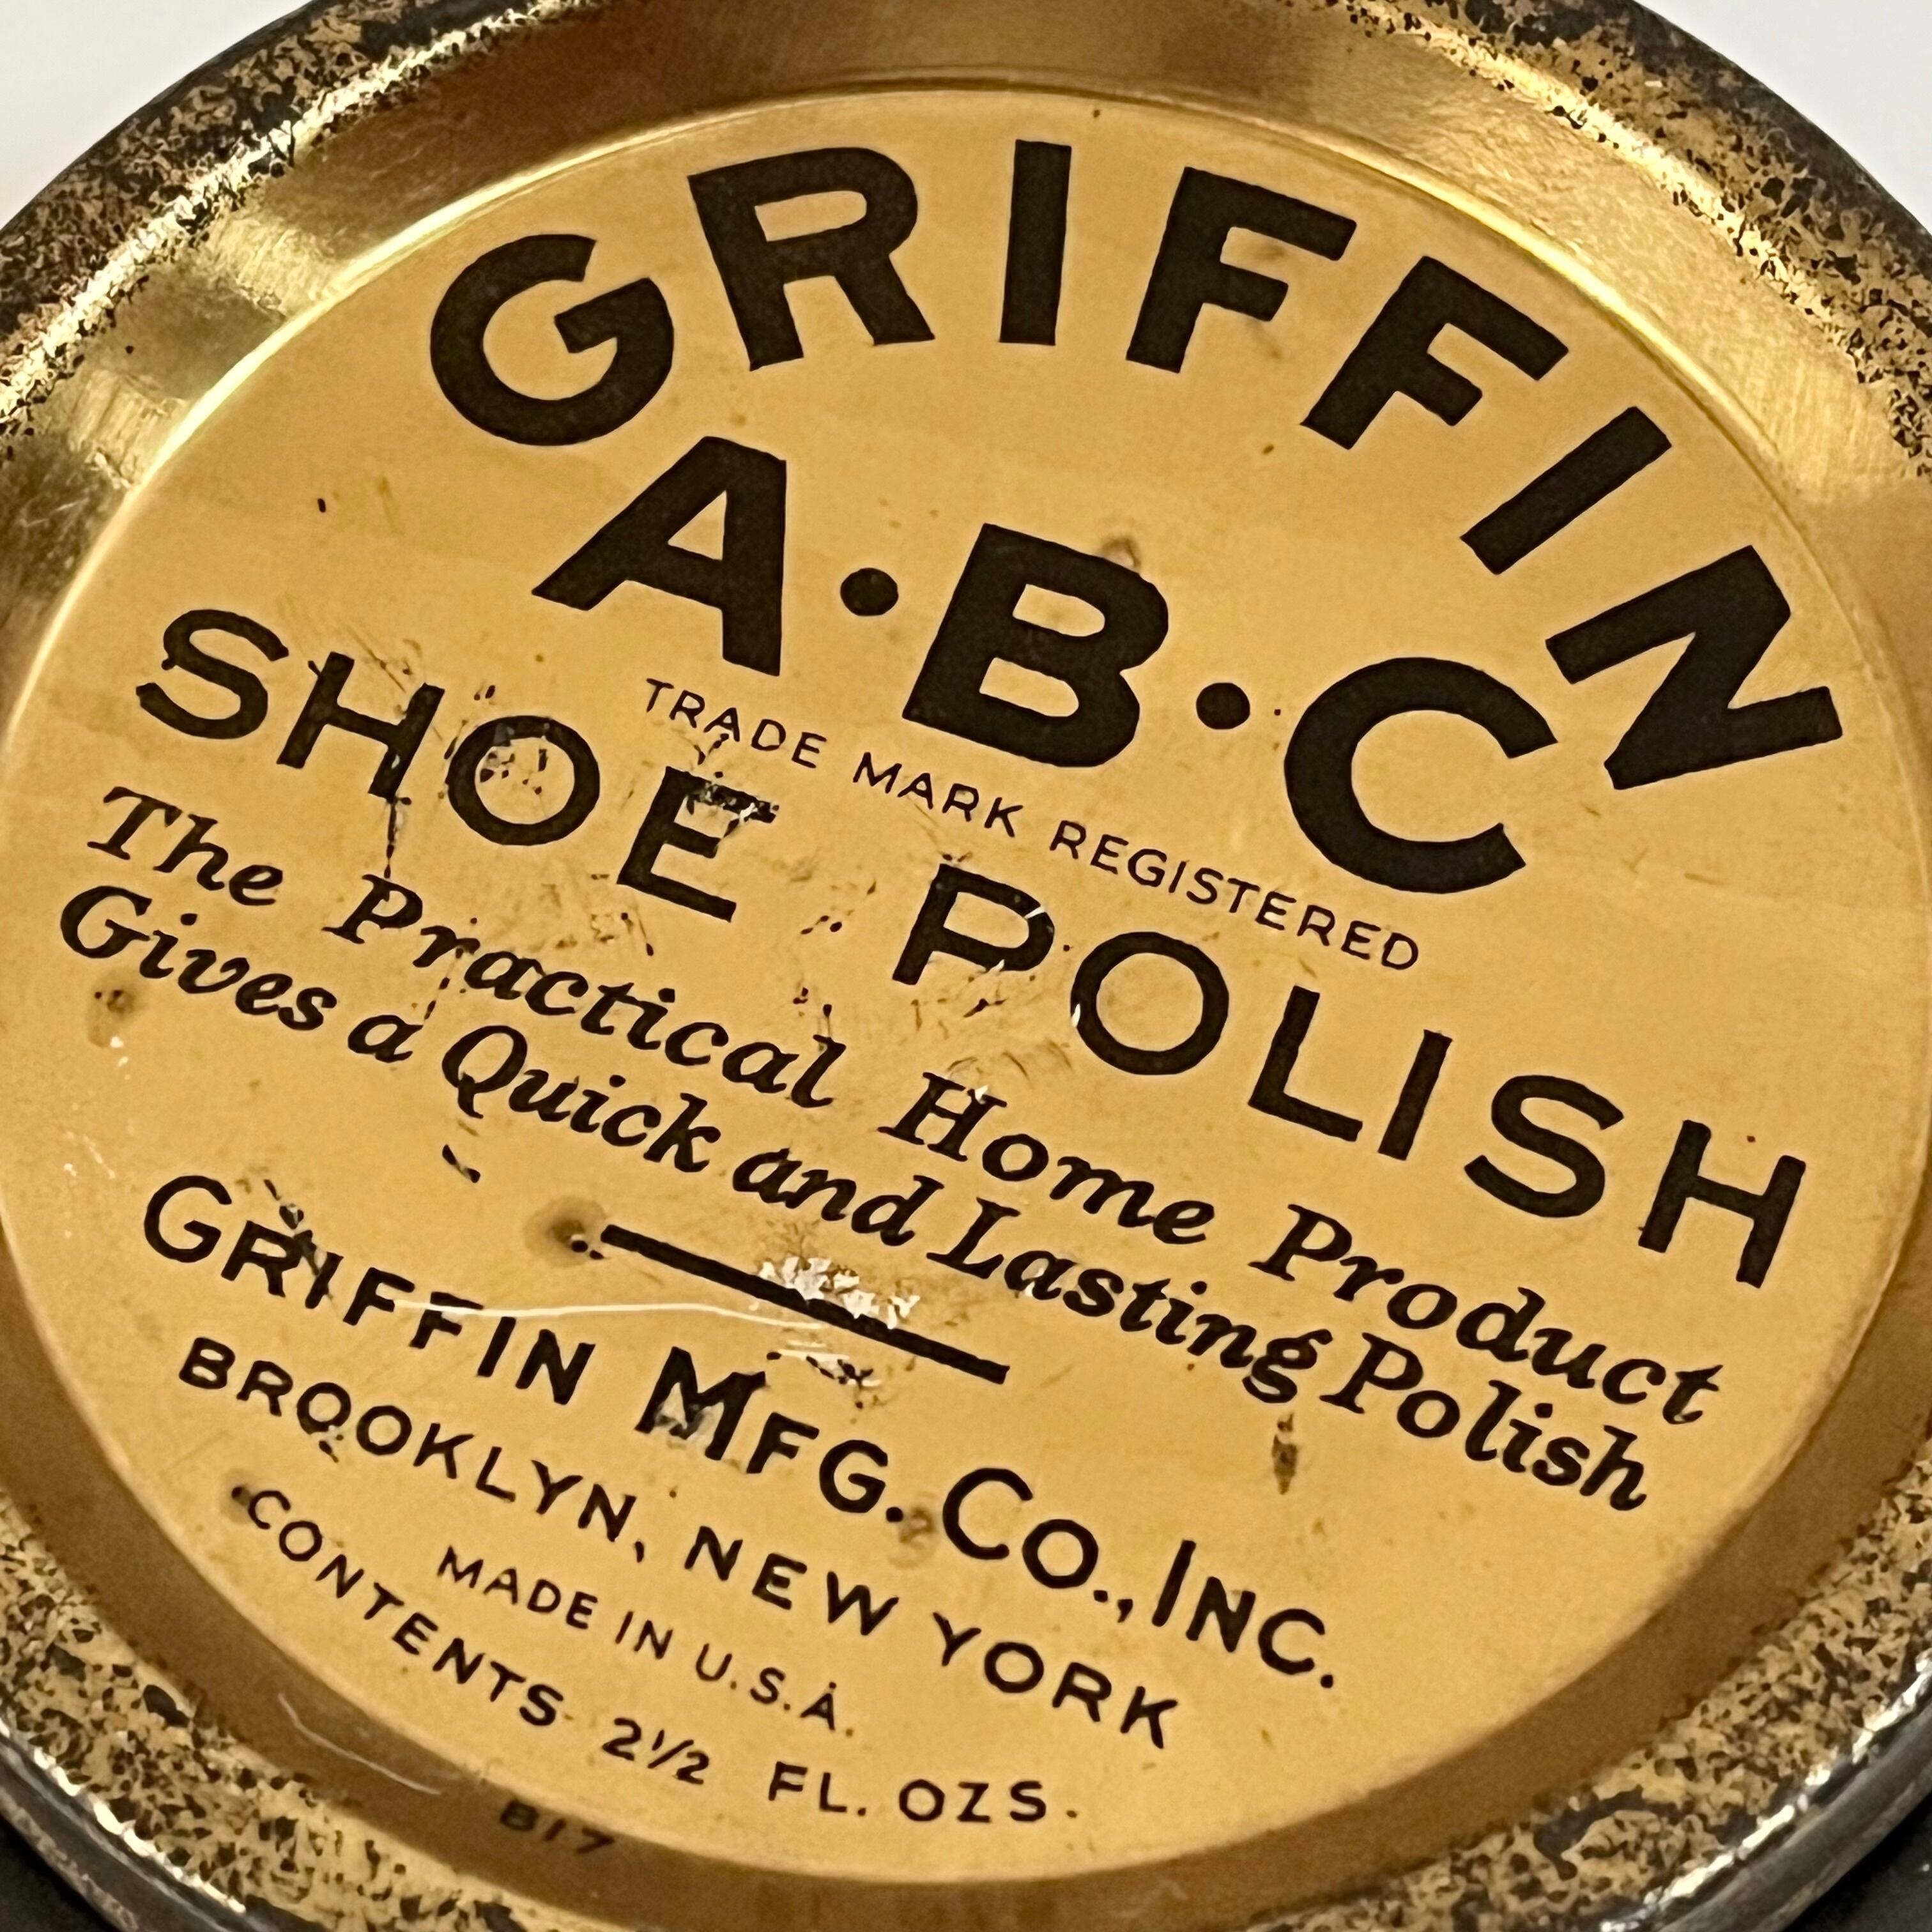 GRIFFIN
A·B·C
TRADE MARK REGISTERED
SHOE POLISH
The Practical Home Product
Gives a Quick and Lasting Polish
GRIFFIN MFG. CO., INC.
BROOKLYN, NEW YORK
MADE IN U.S.A.
CONTENTS 2½ FL. OZS.
B17